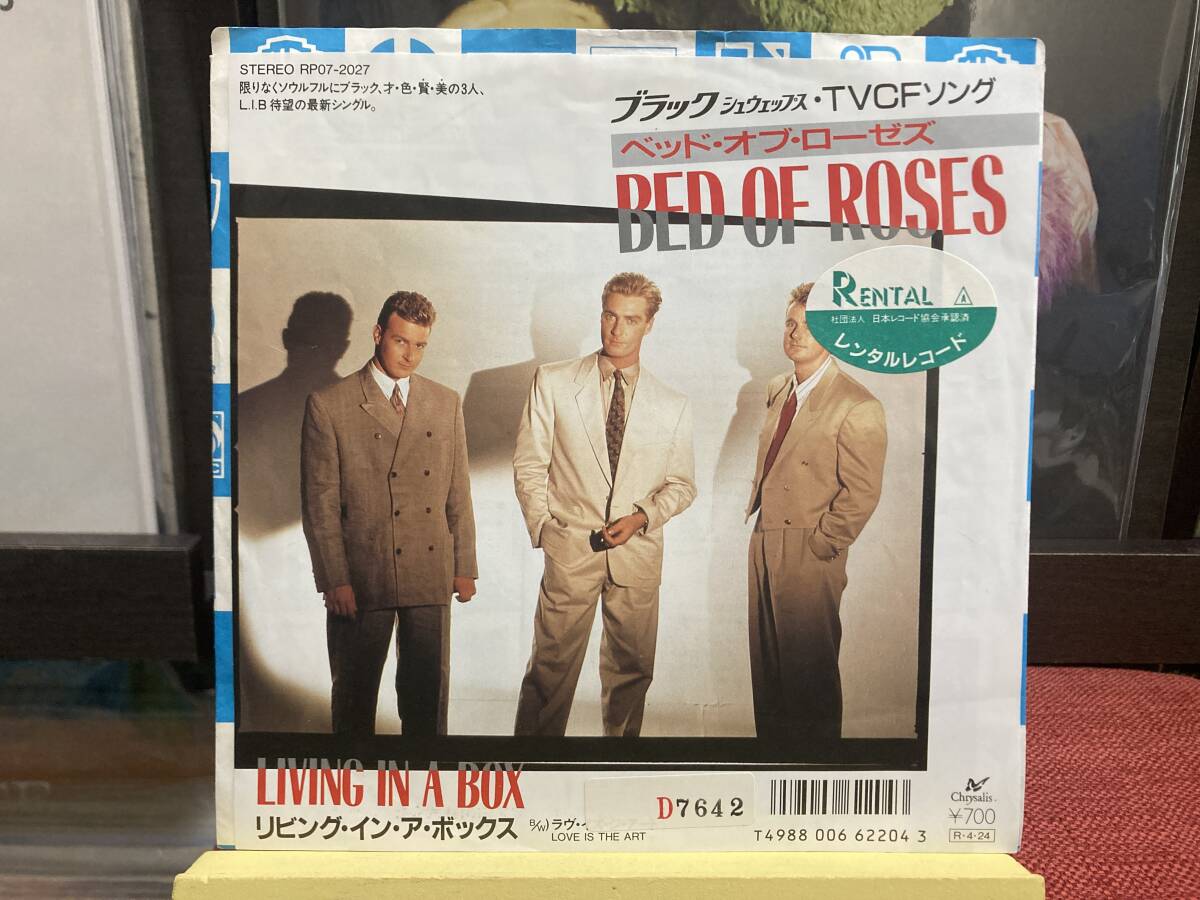 STEREO RP07-2027
限りなくソウルフルにブラック、才・色・賢・美の3人、
L.I.B 待望の最新シングル。
ブラック シュウェップス・TVCFソング
ベッド・オブ・ローゼズ
BED OF ROSES
RENTAL
社団法人 日本レコード協会承認済
レンタルレコード
LIVING IN A BOX
リビング・イン・ア・ボックス
B/W) ラヴ・
LOVE IS THE ART
D7642
T4988 006 62204 3
Chrysalis
¥700
R・4・24